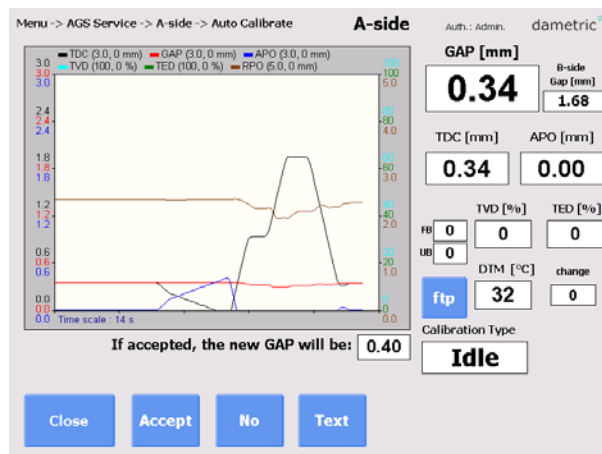 Menu -> AGS Service -> A-side -> Auto Calibrate A-side Auth.: Admin. dametric
TDC (3.0, 0 mm) GAP (3.0, 0 mm) APO (3.0, 0 mm)
TVD (100, 0 %) TED (100, 0 %) RPO (5.0, 0 mm)
3.0 100
3.0 100
3.0 5.0
2.4 80
2.4 80
2.4 4.0
1.8 60
1.8 60
1.8 3.0
1.2 40
1.2 40
1.2 2.0
0.6 20
0.6 20
0.6 1.0
0.0 0
0.0 0
0.0 0.0
Time scale : 14 s
If accepted, the new GAP will be: 0.40
GAP [mm]
0.34
B-side
Gap [mm]
1.68
TDC [mm] APO [mm]
0.34 0.00
TVD [%] TED [%]
FB 0 0 0
UB 0
DTM [°C] change
ftp 32 0
Calibration Type
Idle
Close Accept No Text